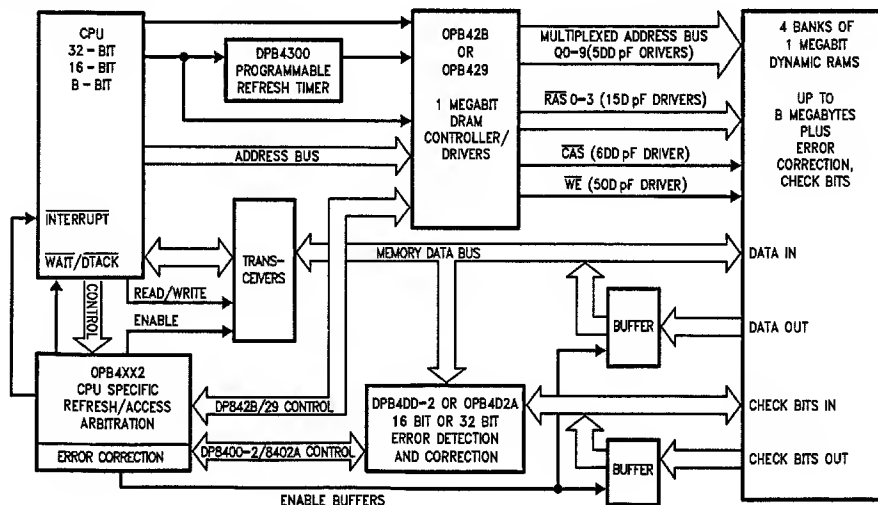 CPU
32-BIT
16-BIT
B-BIT
INTERRUPT
WAIT/DTACK
DPB4300
PROGRAMMABLE
REFRESH TIMER
ADDRESS BUS
OPB42B
OR
OPB429
1 MEGABIT
DRAM
CONTROLLER/
DRIVERS
MULTIPLEXED ADDRESS BUS
QO-9(5DD pF DRIVERS)
RAS 0-3 (15D pF DRIVERS)
CAS (6DD pF DRIVER)
WE (50D pF DRIVER)
4 BANKS OF
1 MEGABIT
DYNAMIC RAMS
UP TO
B MEGABYTES
PLUS
ERROR
CORRECTION,
CHECK BITS
TRANS-
CEIVERS
MEMORY DATA BUS
DATA IN
CONTROL
READ/WRITE
ENABLE
BUFFER
DATA OUT
OPB4XX2
CPU SPECIFIC
REFRESH/ACCESS
ARBITRATION
ERROR CORRECTION
DP842B/29 CONTROL
DPB4DD-2 OR OPB4D2A
16 BIT OR 32 BIT
ERROR DETECTION
AND CORRECTION
CHECK BITS IN
DP8400-2/8402A CONTROL
BUFFER
CHECK BITS OUT
ENABLE BUFFERS